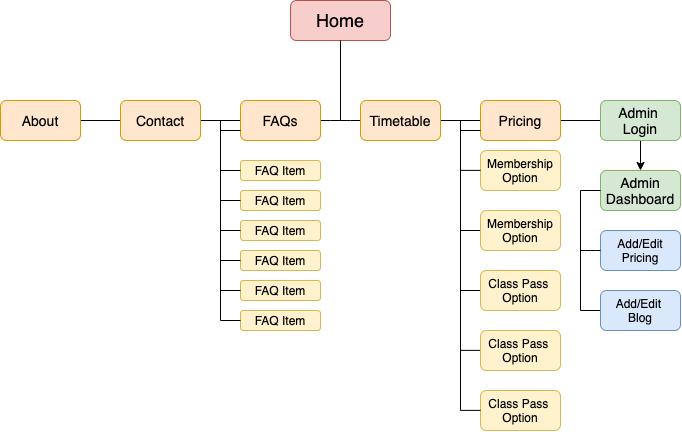 Home
About
Contact
FAQs
Timetable
Pricing
Admin
Login
FAQ Item
FAQ Item
FAQ Item
FAQ Item
FAQ Item
FAQ Item
Membership
Option
Membership
Option
Class Pass
Option
Class Pass
Option
Class Pass
Option
Admin
Dashboard
Add/Edit
Pricing
Add/Edit
Blog